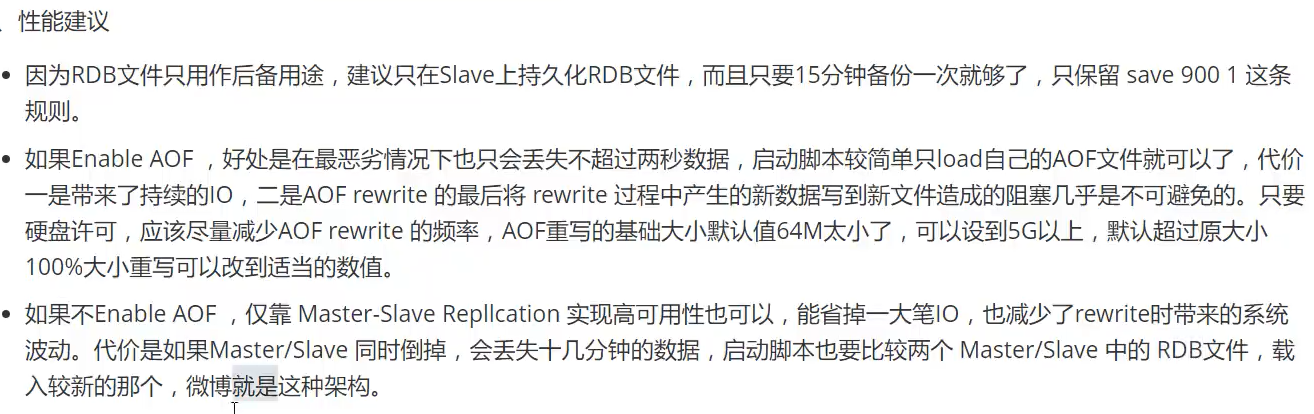 、性能建议
因为RDB文件只用作后备用途，建议只在Slave上持久化RDB文件，而且只要15分钟备份一次就够了，只保留 save 900 1 这条
规则。
如果Enable AOF ，好处是在最恶劣情况下也只会丢失不超过两秒数据，启动脚本较简单只load自己的AOF文件就可以了，代价
一是带来了持续的IO，二是AOF rewrite 的最后将 rewrite 过程中产生的新数据写到新文件造成的阻塞几乎是不可避免的。只要
硬盘许可，应该尽量减少AOF rewrite 的频率，AOF重写的基础大小默认值64M太小了，可以设到5G以上，默认超过原大小
100%大小重写可以改到适当的数值。
如果不Enable AOF ，仅靠 Master-Slave Repllcation 实现高可用性也可以，能省掉一大笔IO，也减少了rewrite时带来的系统
波动。代价是如果Master/Slave 同时倒掉，会丢失十几分钟的数据，启动脚本也要比较两个 Master/Slave 中的 RDB文件，载
入较新的那个，微博就是这种架构。